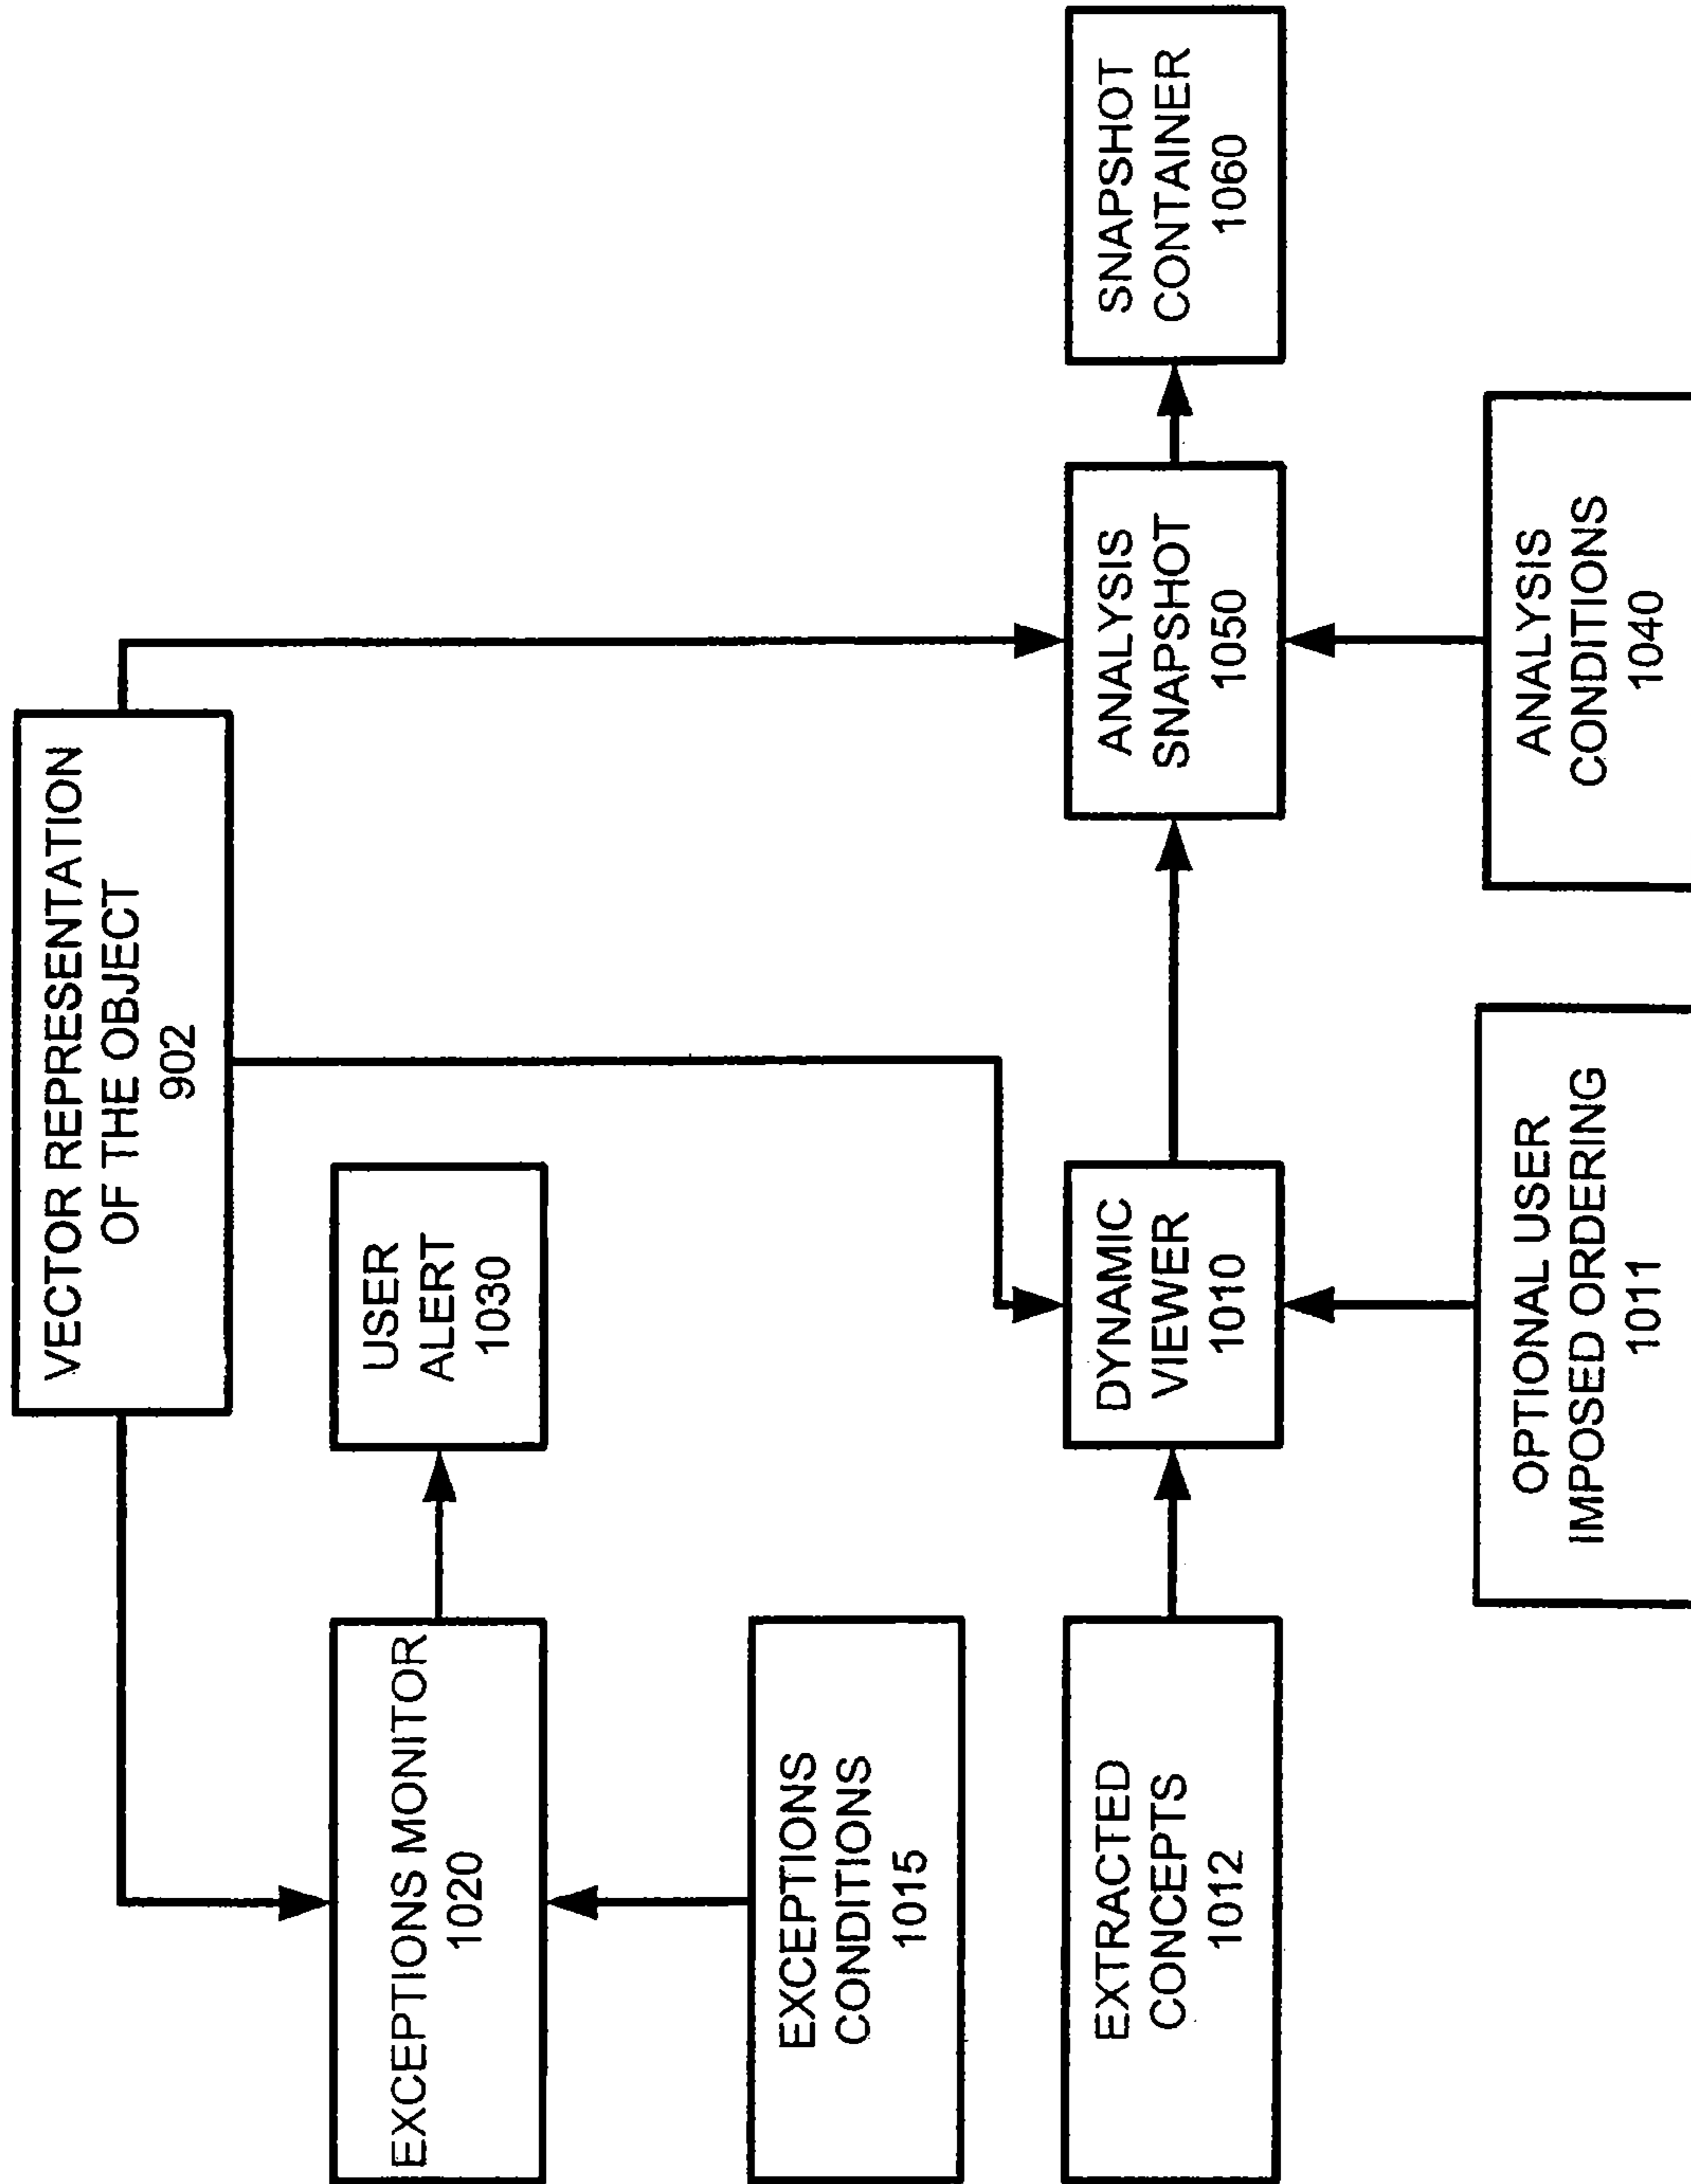 VECTOR REPRESENTATION
OF THE OBJECT
902
EXCEPTIONS MONITOR
1020
USER
ALERT
1030
EXCEPTIONS
CONDITIONS
1015
EXTRACTED
CONCEPTS
1012
DYNAMIC
VIEWER
1010
ANALYSIS
SNAPSHOT
1050
SNAPSHOT
CONTAINER
1060
OPTIONAL USER
IMPOSED ORDERING
1011
ANALYSIS
CONDITIONS
1040